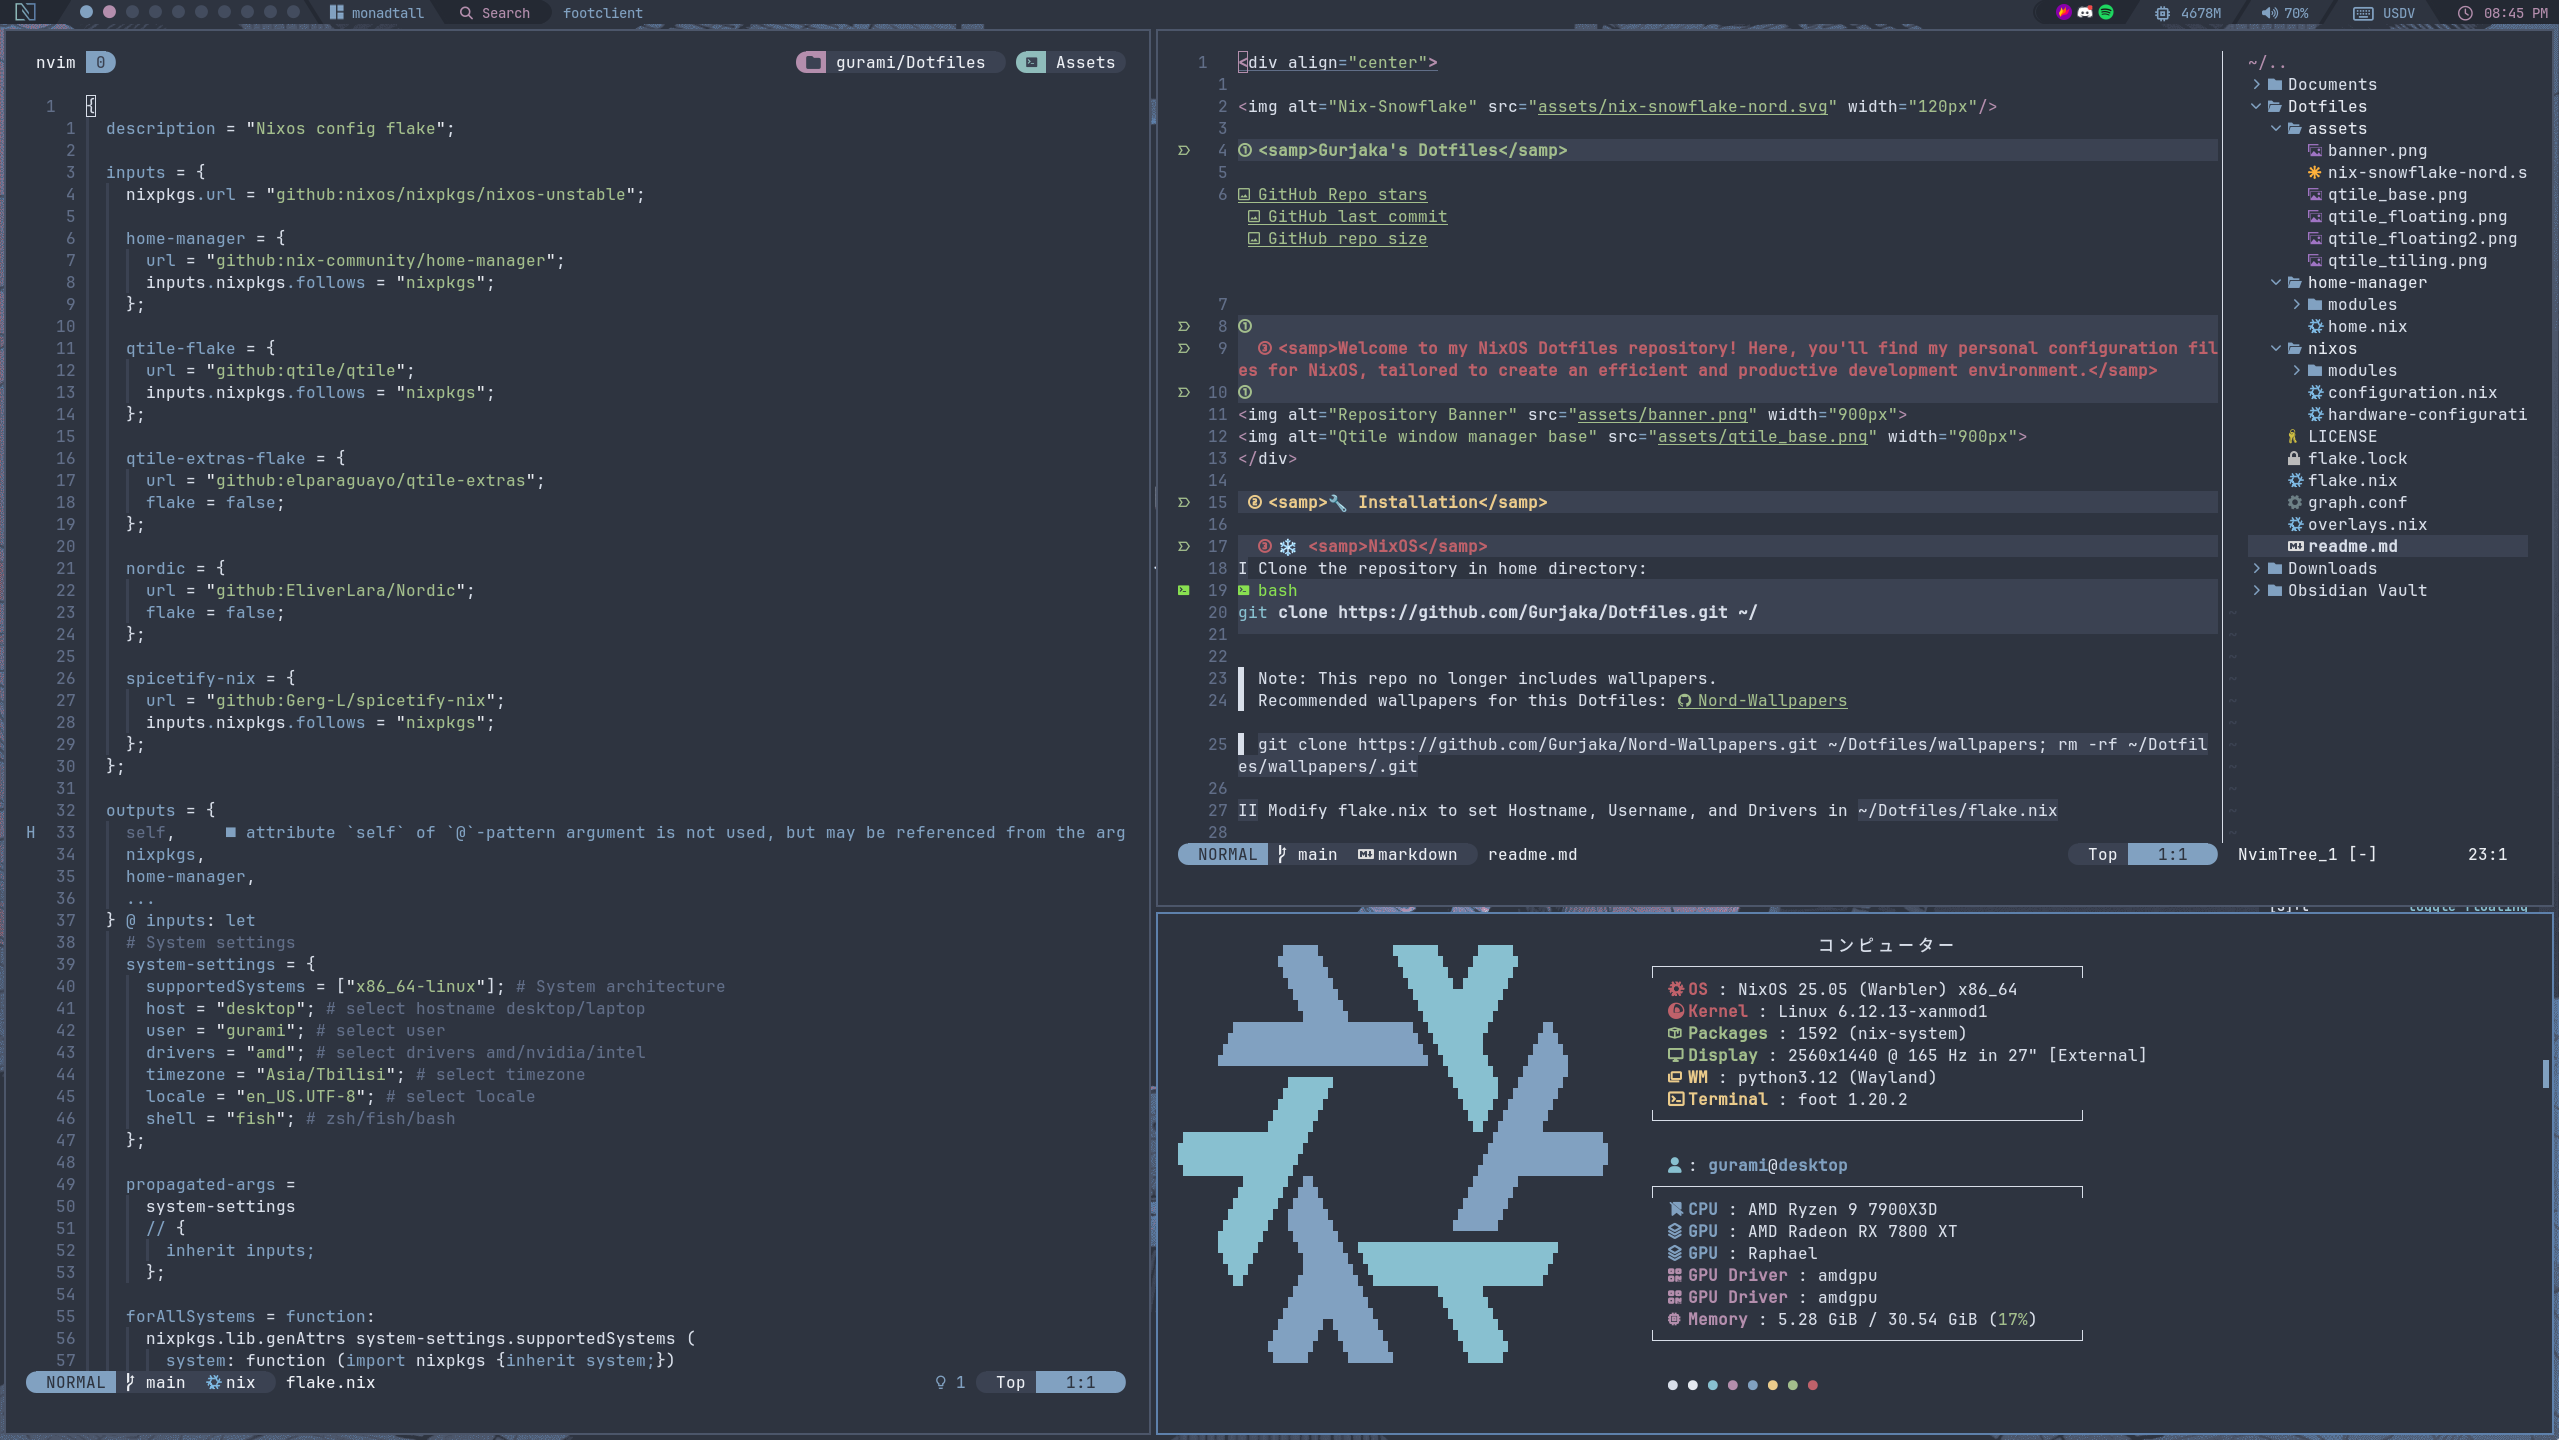 monadtall Search footclient 4678M 70% USDV 08:45 PM
nvim 0 gurami/Dotfiles Assets
1 {
1 description = "Nixos config flake";
2
3 inputs = {
4 nixpkgs.url = "github:nixos/nixpkgs/nixos-unstable";
5
6 home-manager = {
7 url = "github:nix-community/home-manager";
8 inputs.nixpkgs.follows = "nixpkgs";
9 };
10
11 qtile-flake = {
12 url = "github:qtile/qtile";
13 inputs.nixpkgs.follows = "nixpkgs";
14 };
15
16 qtile-extras-flake = {
17 url = "github:elparaguayo/qtile-extras";
18 flake = false;
19 };
20
21 nordic = {
22 url = "github:EliverLara/Nordic";
23 flake = false;
24 };
25
26 spicetify-nix = {
27 url = "github:Gerg-L/spicetify-nix";
28 inputs.nixpkgs.follows = "nixpkgs";
29 };
30 };
31
32 outputs = {
H 33 self, ■ attribute `self` of `@`-pattern argument is not used, but may be referenced from the arg
34 nixpkgs,
35 home-manager,
36 ...
37 } @ inputs: let
38 # System settings
39 system-settings = {
40 supportedSystems = ["x86_64-linux"]; # System architecture
41 host = "desktop"; # select hostname desktop/laptop
42 user = "gurami"; # select user
43 drivers = "amd"; # select drivers amd/nvidia/intel
44 timezone = "Asia/Tbilisi"; # select timezone
45 locale = "en_US.UTF-8"; # select locale
46 shell = "fish"; # zsh/fish/bash
47 };
48
49 propagated-args =
50 system-settings
51 // {
52 inherit inputs;
53 };
54
55 forAllSystems = function:
56 nixpkgs.lib.genAttrs system-settings.supportedSystems (
57 system: function (import nixpkgs {inherit system;})
NORMAL main nix flake.nix 1 Top 1:1
1 <div align="center">
1
2 <img alt="Nix-Snowflake" src="assets/nix-snowflake-nord.svg" width="120px"/>
3
4 ① <samp>Gurjaka's Dotfiles</samp>
5
6 GitHub Repo stars
GitHub last commit
GitHub repo size
7
8 ①
9 ③ <samp>Welcome to my NixOS Dotfiles repository! Here, you'll find my personal configuration fil
es for NixOS, tailored to create an efficient and productive development environment.</samp>
10 ①
11 <img alt="Repository Banner" src="assets/banner.png" width="900px">
12 <img alt="Qtile window manager base" src="assets/qtile_base.png" width="900px">
13 </div>
14
15 ② <samp>🔧 Installation</samp>
16
17 ③ ❄️ <samp>NixOS</samp>
18 I Clone the repository in home directory:
19 bash
20 git clone https://github.com/Gurjaka/Dotfiles.git ~/
21
22
23 Note: This repo no longer includes wallpapers.
24 Recommended wallpapers for this Dotfiles: Nord-Wallpapers
25 git clone https://github.com/Gurjaka/Nord-Wallpapers.git ~/Dotfiles/wallpapers; rm -rf ~/Dotfil
es/wallpapers/.git
26
27 II Modify flake.nix to set Hostname, Username, and Drivers in ~/Dotfiles/flake.nix
28
NORMAL main markdown readme.md Top 1:1
~/..
Documents
Dotfiles
assets
banner.png
nix-snowflake-nord.s
qtile_base.png
qtile_floating.png
qtile_floating2.png
qtile_tiling.png
home-manager
modules
home.nix
nixos
modules
configuration.nix
hardware-configurati
LICENSE
flake.lock
flake.nix
graph.conf
overlays.nix
readme.md
Downloads
Obsidian Vault
NvimTree_1 [-] 23:1
コンピューター
OS : NixOS 25.05 (Warbler) x86_64
Kernel : Linux 6.12.13-xanmod1
Packages : 1592 (nix-system)
Display : 2560x1440 @ 165 Hz in 27" [External]
WM : python3.12 (Wayland)
Terminal : foot 1.20.2
: gurami@desktop
CPU : AMD Ryzen 9 7900X3D
GPU : AMD Radeon RX 7800 XT
GPU : Raphael
GPU Driver : amdgpu
GPU Driver : amdgpu
Memory : 5.28 GiB / 30.54 GiB (17%)